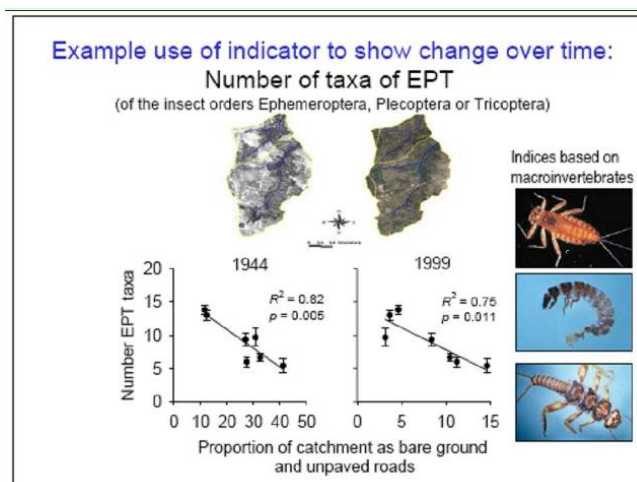 Example use of indicator to show change over time:
Number of taxa of EPT
(of the insect orders Ephemeroptera, Plecoptera or Tricoptera)
Indices based on
macroinvertebrates
1944
1999
R² = 0.82
p = 0.005
R² = 0.75
p = 0.011
Number EPT taxa
20
15
10
5
0
0 10 20 30 40 50
0 5 10 15
Proportion of catchment as bare ground
and unpaved roads